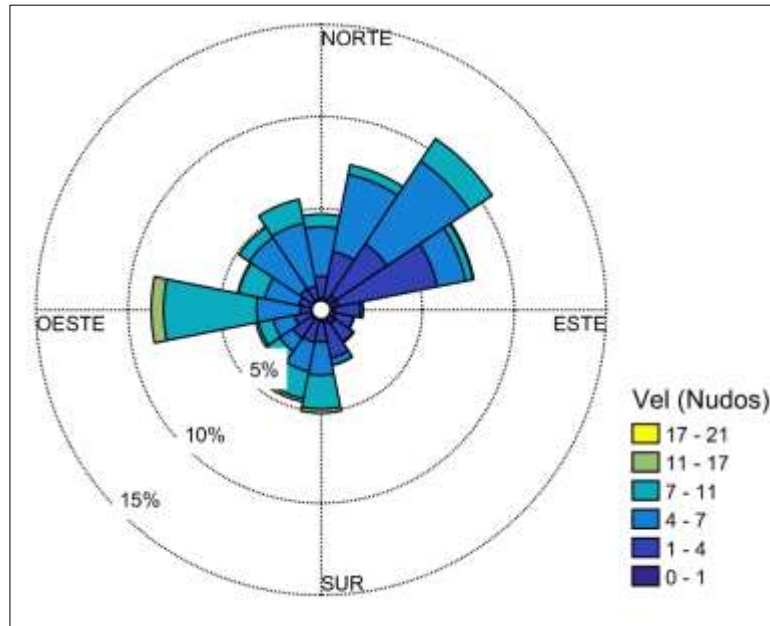 NORTE
OESTE
ESTE
5%
10%
15%
SUR
Vel (Nudos)
17 - 21
11 - 17
7 - 11
4 - 7
1 - 4
0 - 1